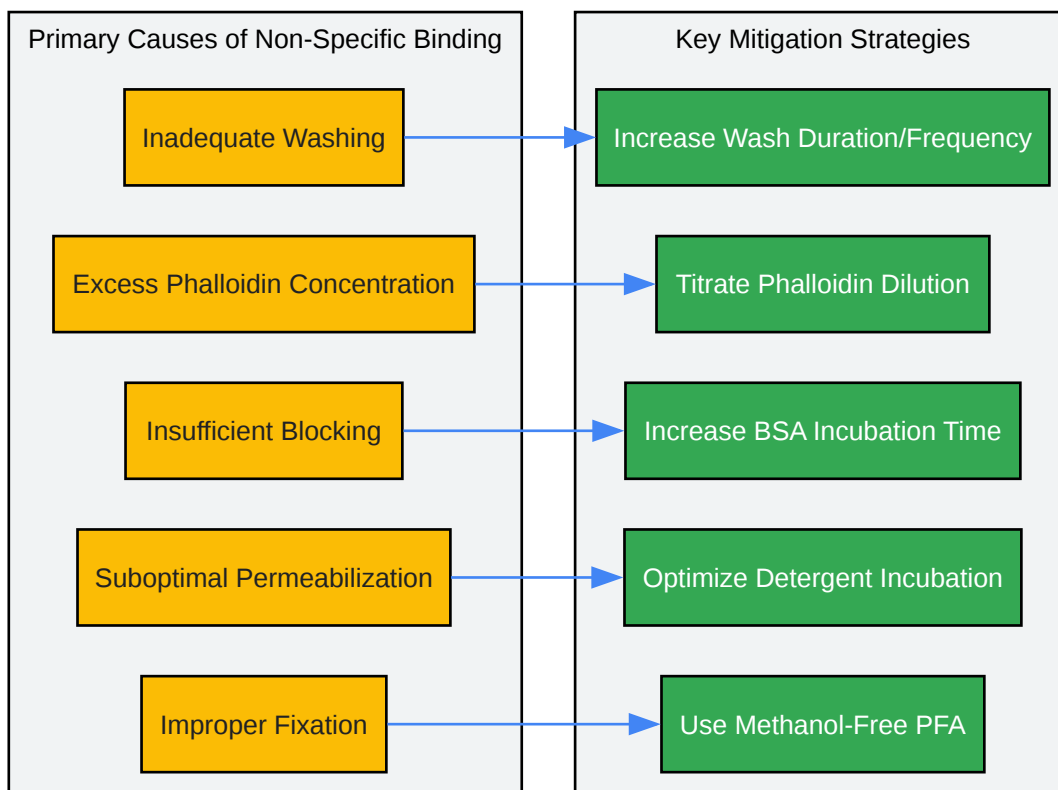 Primary Causes of Non-Specific Binding
Key Mitigation Strategies
Inadequate Washing
Increase Wash Duration/Frequency
Excess Phalloidin Concentration
Titrate Phalloidin Dilution
Insufficient Blocking
Increase BSA Incubation Time
Suboptimal Permeabilization
Optimize Detergent Incubation
Improper Fixation
Use Methanol-Free PFA